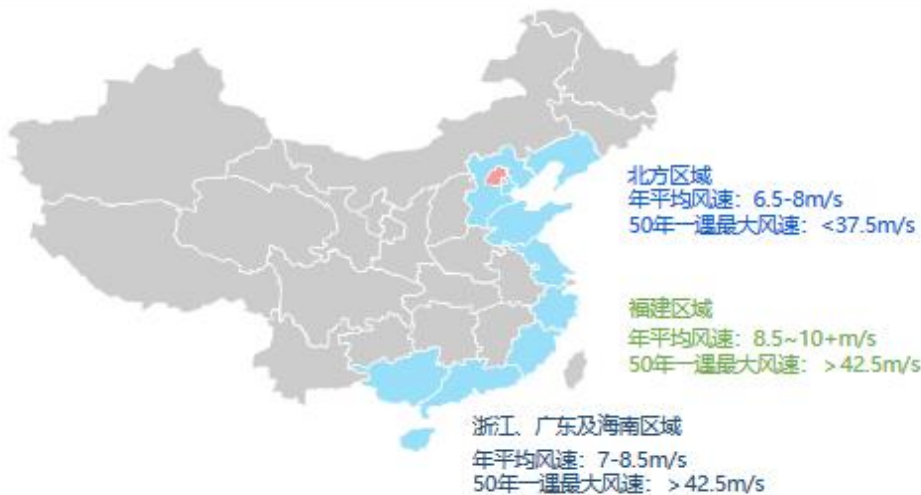 北方区域
年平均风速：6.5-8m/s
50年一遇最大风速：<37.5m/s
福建区域
年平均风速：8.5~10+m/s
50年一遇最大风速：>42.5m/s
浙江、广东及海南区域
年平均风速：7-8.5m/s
50年一遇最大风速：>42.5m/s